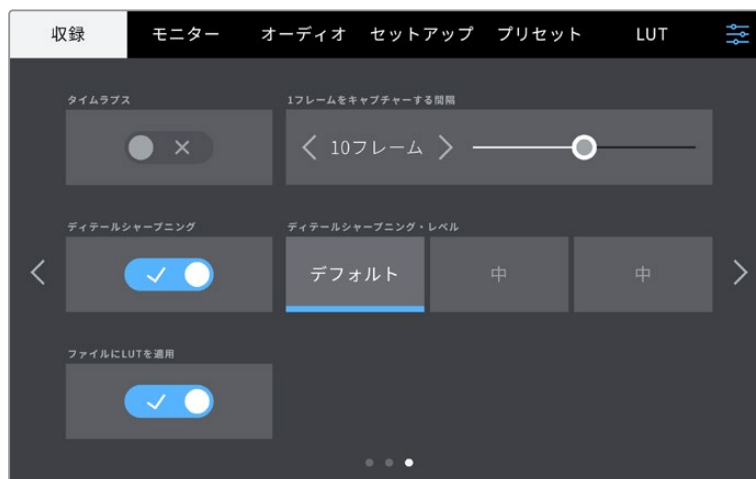 収録 モニター オーディオ セットアップ プリセット LUT
タイムラプス 1フレームをキャプチャーする間隔
10フレーム
ディテールシャープニング ディテールシャープニング・レベル
デフォルト 中 中
ファイルにLUTを適用